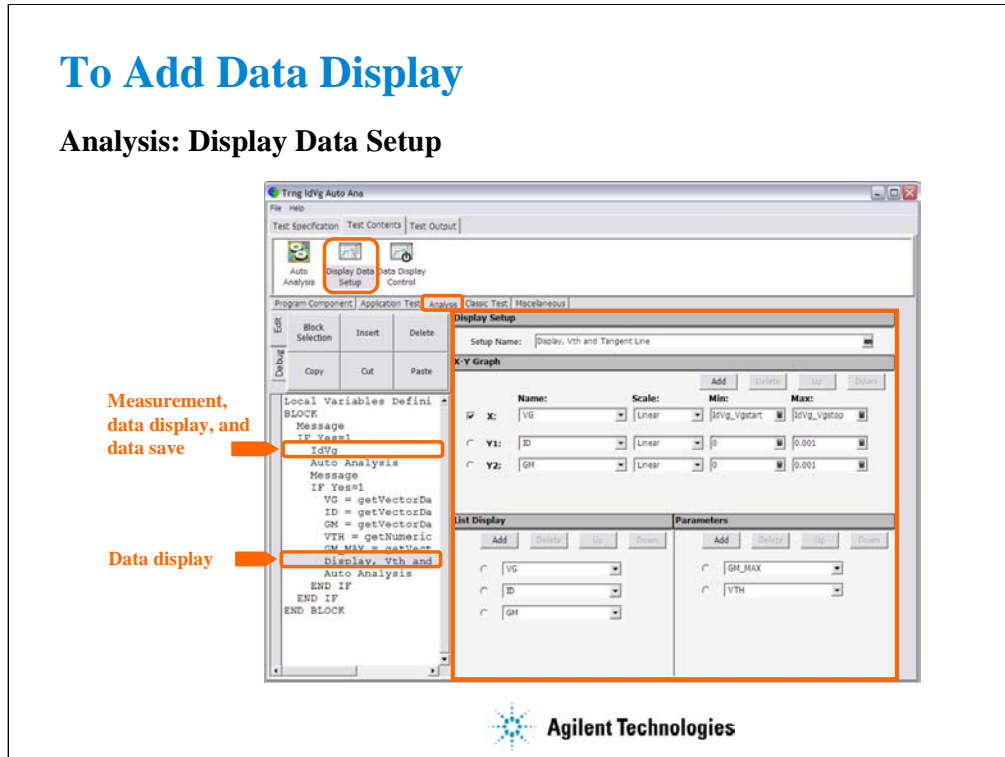 To Add Data Display
Analysis: Display Data Setup
Trng IdVg Auto Ana
File Help
Test Specification Test Contents Test Output
Auto Analysis Display Data Setup Data Display Control
Program Component Application Test Analysis Classic Test Miscellaneous
Edit
Debug
Block Selection Insert Delete
Copy Cut Paste
Local Variables Defini
BLOCK
Message
IF Yes=1
IdVg
Auto Analysis
Message
IF Yes=1
VG = getVectorDa
ID = getVectorDa
GM = getVectorDa
VTH = getNumeric
GM_MAX = getVect
Display, Vth and
Auto Analysis
END IF
END IF
END BLOCK
Measurement,
data display, and
data save
Data display
Display Setup
Setup Name: Display, Vth and Tangent Line
X-Y Graph
Add Delete Up Down
Name: Scale: Min: Max:
X: VG Linear IdVg_Vgstart IdVg_Vgstop
Y1: ID Linear 0 0.001
Y2: GM Linear 0 0.001
List Display
Add Delete Up Down
VG
ID
GM
Parameters
Add Delete Up Down
GM_MAX
VTH
Agilent Technologies